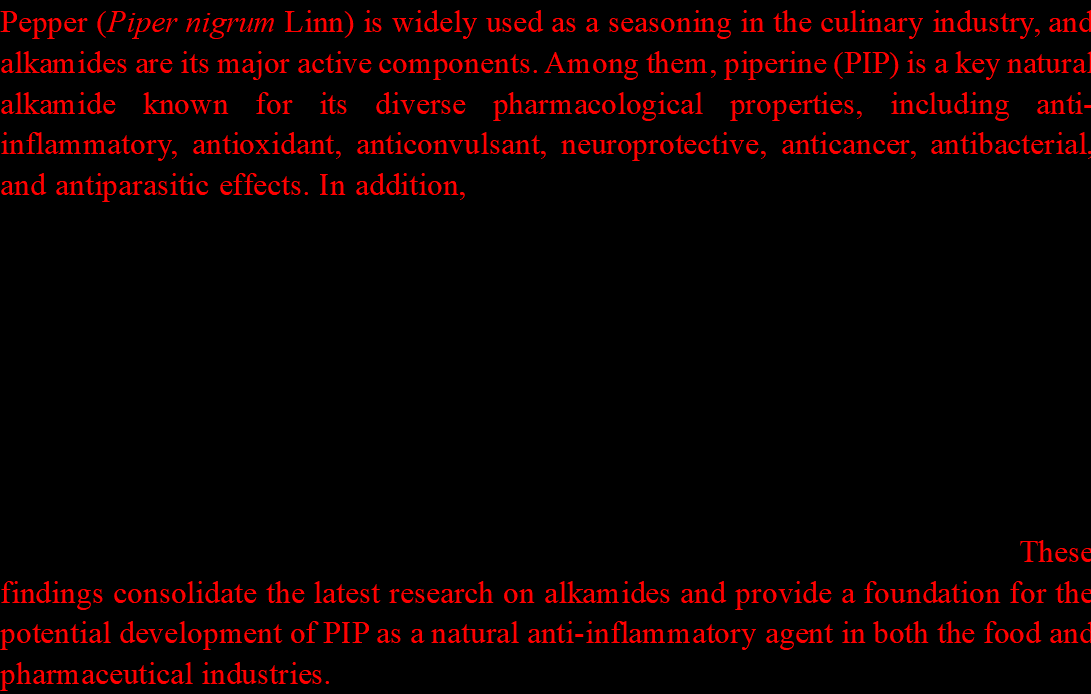 Pepper (Piper nigrum Linn) is widely used as a seasoning in the culinary industry, and
alkamides are its major active components. Among them, piperine (PIP) is a key natural
alkamide known for its diverse pharmacological properties, including anti-
inflammatory, antioxidant, anticonvulsant, neuroprotective, anticancer, antibacterial,
and antiparasitic effects. In addition,
These
findings consolidate the latest research on alkamides and provide a foundation for the
potential development of PIP as a natural anti-inflammatory agent in both the food and
pharmaceutical industries.